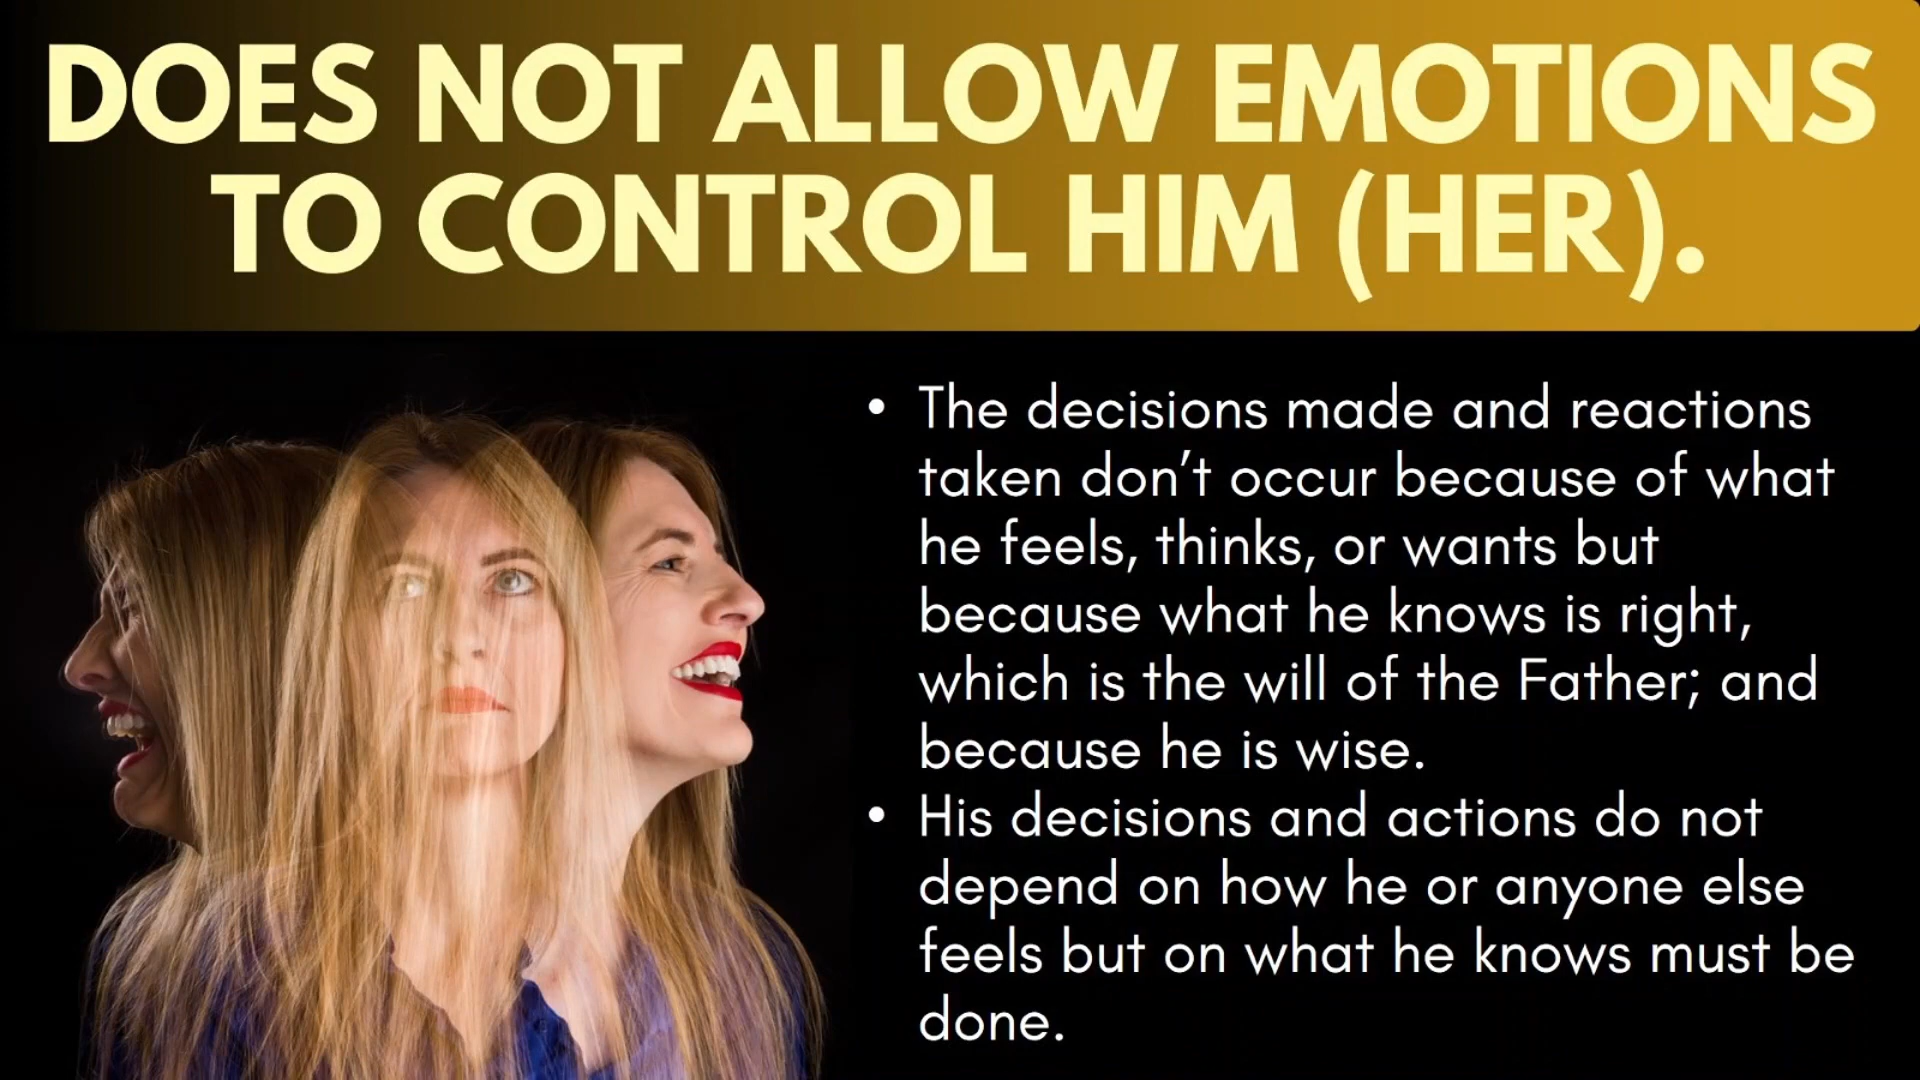 DOES NOT ALLOW EMOTIONS
TO CONTROL HIM (HER).
• The decisions made and reactions
taken don’t occur because of what
he feels, thinks, or wants but
because what he knows is right,
which is the will of the Father; and
because he is wise.
• His decisions and actions do not
depend on how he or anyone else
feels but on what he knows must be
done.